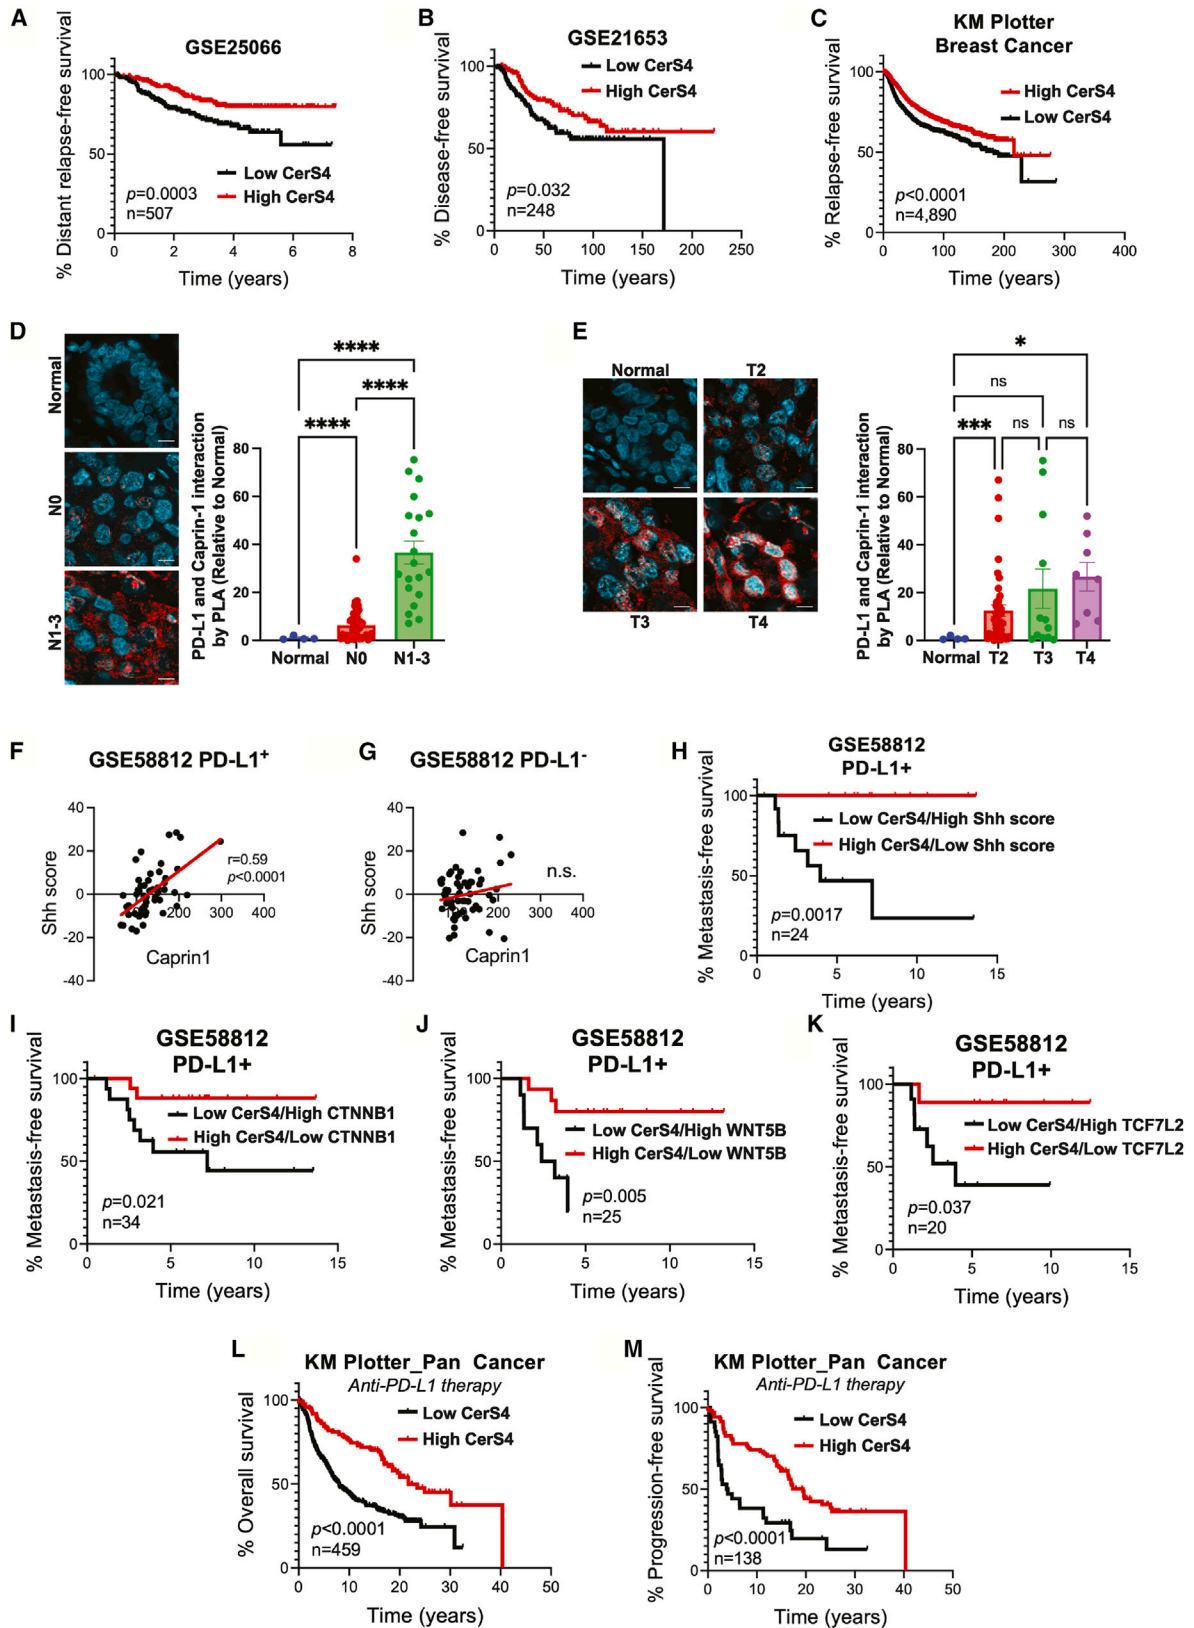 A
GSE25066
% Distant relapse-free survival
100
50
0
Low CerS4
High CerS4
p=0.0003
n=507
0 2 4 6 8
Time (years)
B
GSE21653
% Disease-free survival
100
50
0
Low CerS4
High CerS4
p=0.032
n=248
0 50 100 150 200 250
Time (years)
C
KM Plotter
Breast Cancer
% Relapse-free survival
100
50
0
High CerS4
Low CerS4
p<0.0001
n=4,890
0 100 200 300 400
Time (years)
D
Normal
N0
N1-3
PD-L1 and Caprin-1 interaction
by PLA (Relative to Normal)
****
****
****
80
60
40
20
0
Normal N0 N1-3
E
Normal T2
T3 T4
PD-L1 and Caprin-1 interaction
by PLA (Relative to Normal)
*
ns
*** ns ns
80
60
40
20
0
Normal T2 T3 T4
F
GSE58812 PD-L1+
Shh score
40
20
0
-20
-40
r=0.59
p<0.0001
200 300 400
Caprin1
G
GSE58812 PD-L1-
Shh score
40
20
0
-20
-40
n.s.
200 300 400
Caprin1
H
GSE58812
PD-L1+
% Metastasis-free survival
100
50
0
Low CerS4/High Shh score
High CerS4/Low Shh score
p=0.0017
n=24
0 5 10 15
Time (years)
I
GSE58812
PD-L1+
% Metastasis-free survival
100
50
0
Low CerS4/High CTNNB1
High CerS4/Low CTNNB1
p=0.021
n=34
0 5 10 15
Time (years)
J
GSE58812
PD-L1+
% Metastasis-free survival
100
50
0
Low CerS4/High WNT5B
High CerS4/Low WNT5B
p=0.005
n=25
0 5 10 15
Time (years)
K
GSE58812
PD-L1+
% Metastasis-free survival
100
50
0
Low CerS4/High TCF7L2
High CerS4/Low TCF7L2
p=0.037
n=20
0 5 10 15
Time (years)
L
KM Plotter_Pan Cancer
Anti-PD-L1 therapy
% Overall survival
100
50
0
Low CerS4
High CerS4
p<0.0001
n=459
0 10 20 30 40 50
Time (years)
M
KM Plotter_Pan Cancer
Anti-PD-L1 therapy
% Progression-free survival
100
50
0
Low CerS4
High CerS4
p<0.0001
n=138
0 10 20 30 40 50
Time (years)